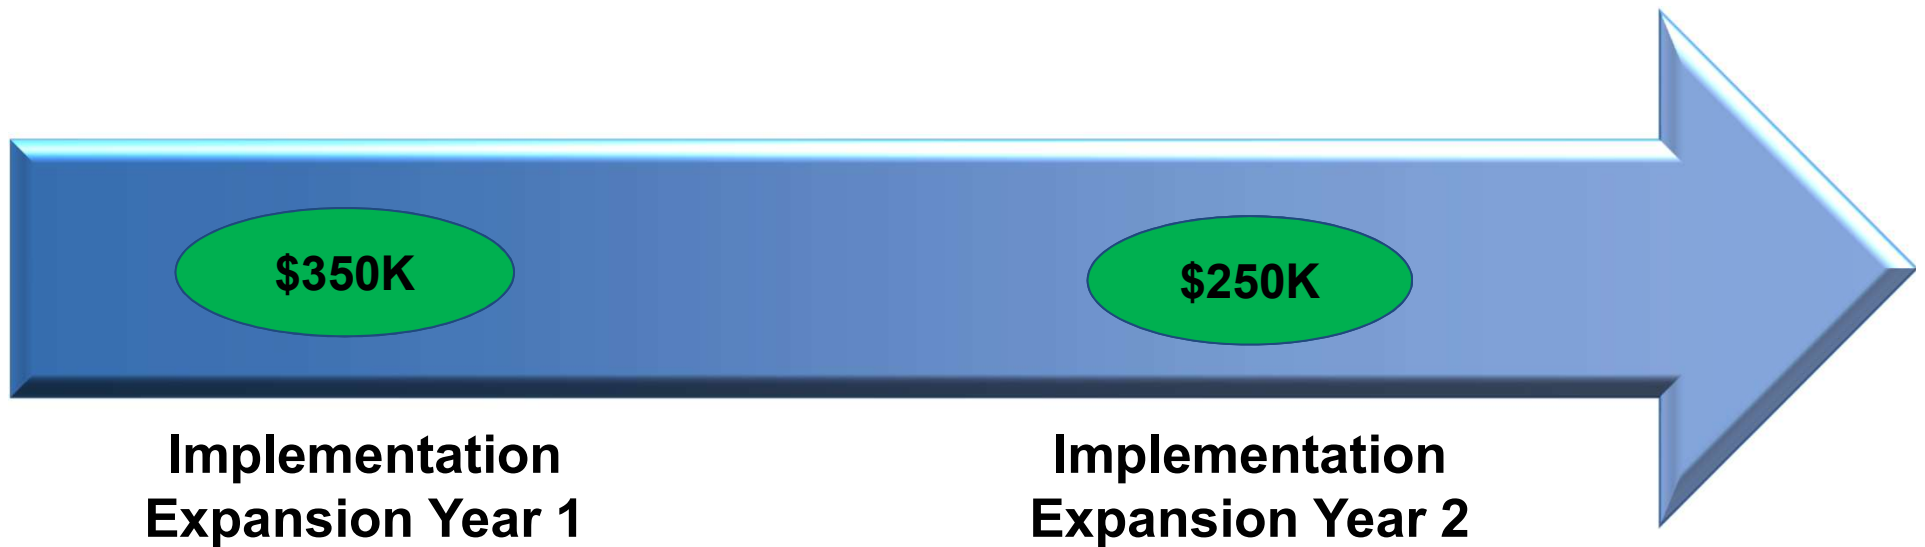 $350K
$250K
Implementation
Expansion Year 1
Implementation
Expansion Year 2